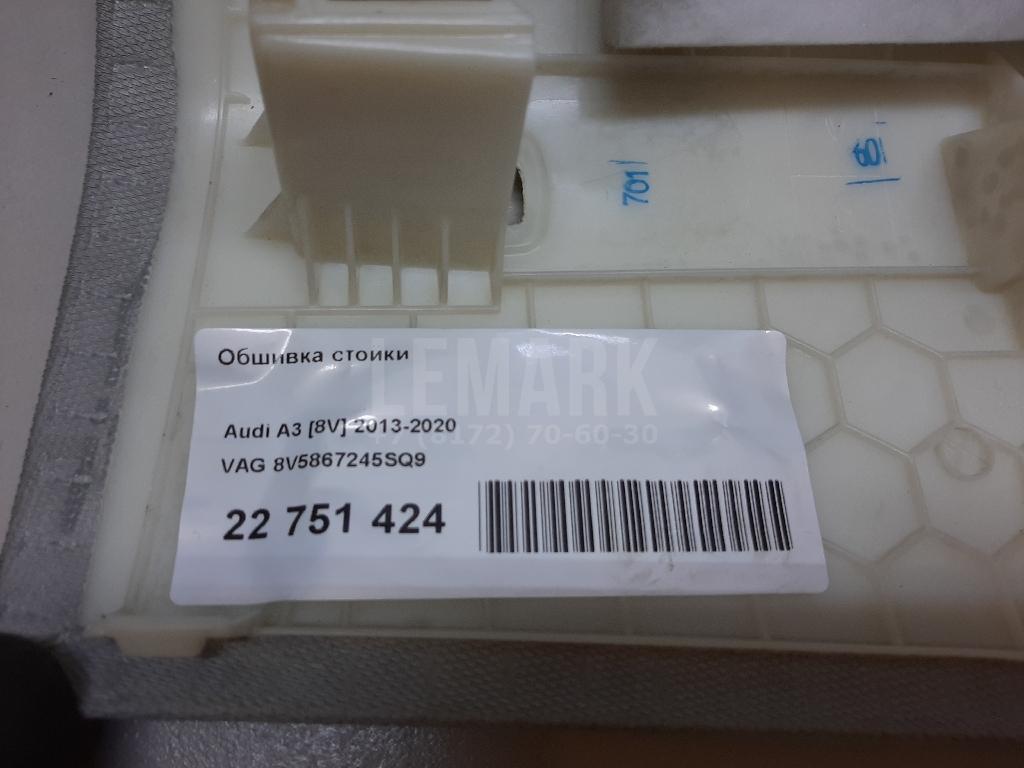 701
8
Обшивка стойки
LEMARK
Audi A3 [8V] 2013-2020
+7 (8172) 70-60-30
VAG 8V5867245SQ9
22 751 424